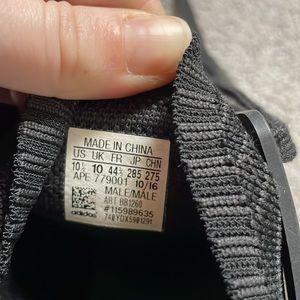 MADE IN CHINA
US UK FR JP CHN
10½ 10 44⅔ 285 275
APE 779001 10/16
MALE/MALE
ART BB1260
#115989635
adidas